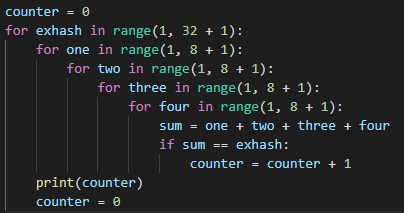 counter = 0
for exhash in range(1, 32 + 1):
    for one in range(1, 8 + 1):
        for two in range(1, 8 + 1):
            for three in range(1, 8 + 1):
                for four in range(1, 8 + 1):
                    sum = one + two + three + four
                    if sum == exhash:
                        counter = counter + 1
    print(counter)
    counter = 0